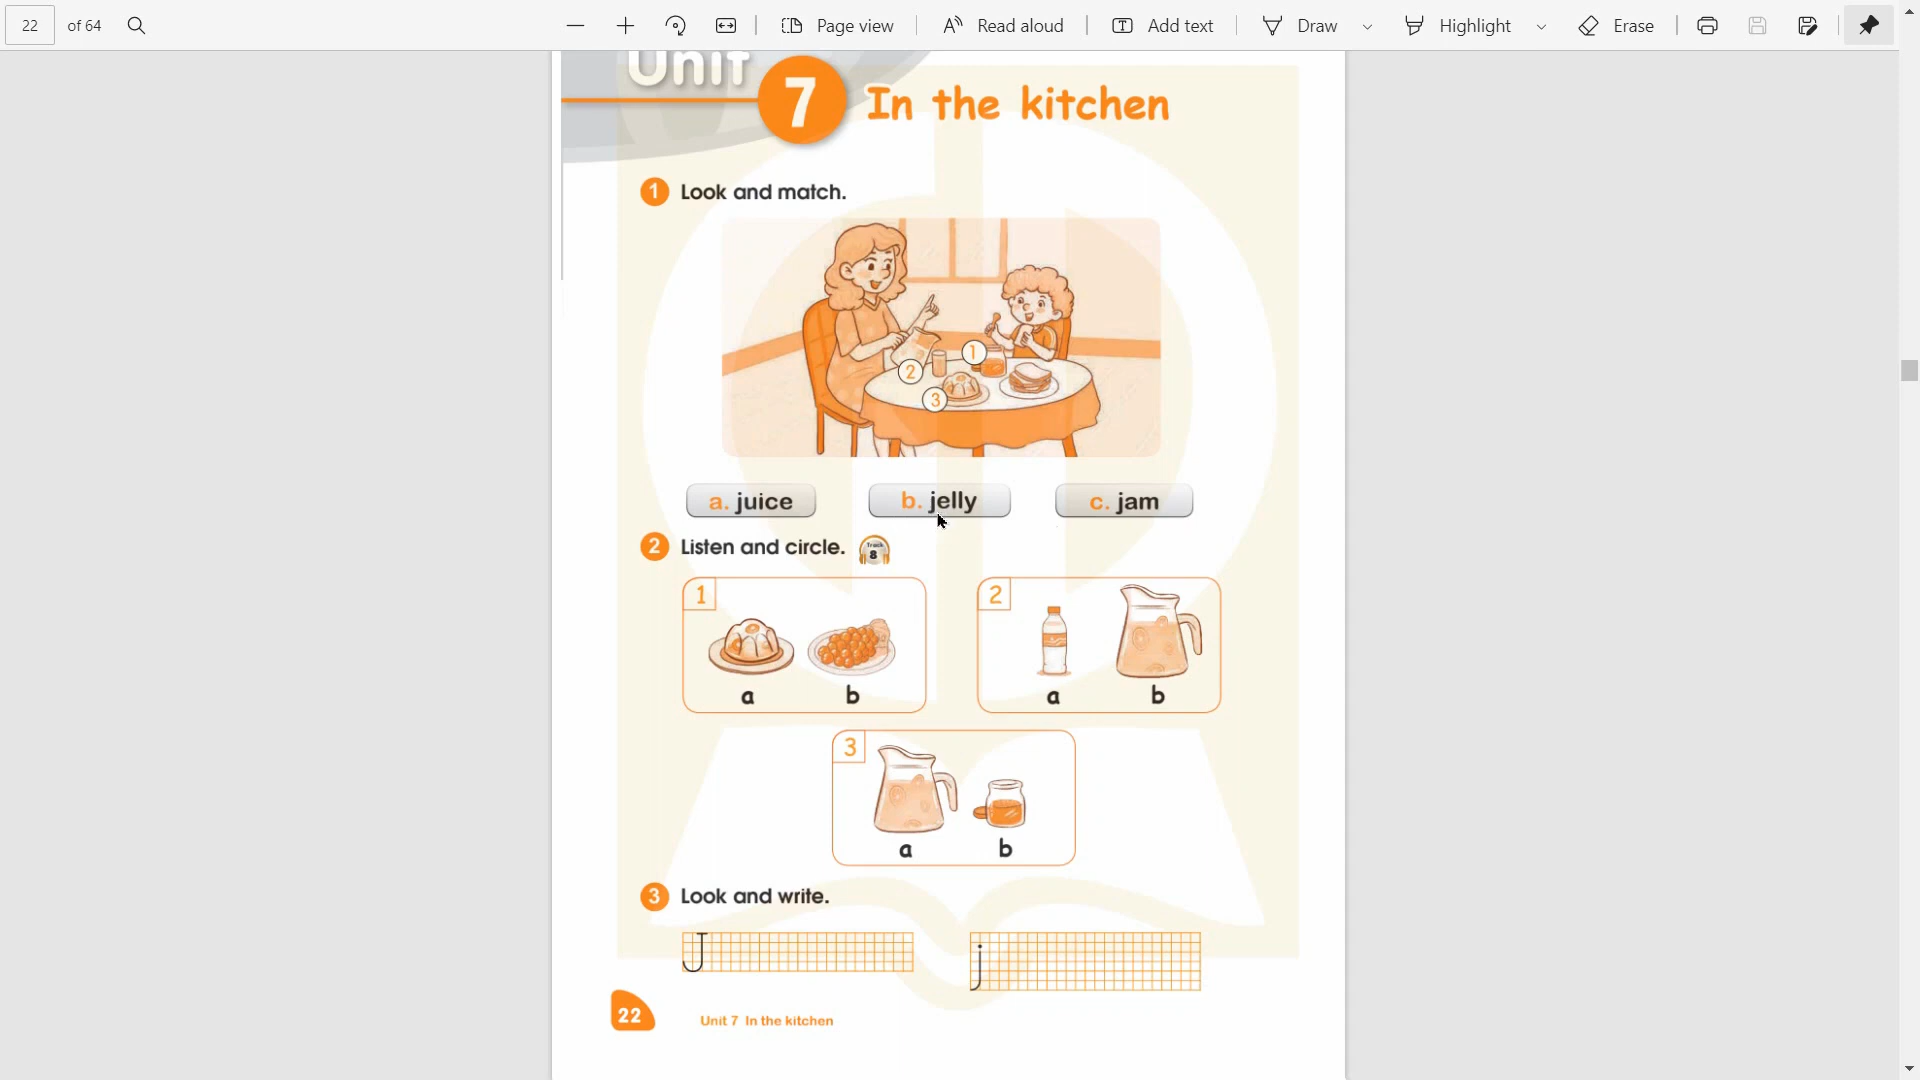 22 of 64 Page view Read aloud Add text Draw Highlight Erase
Unit
7 In the kitchen
1 Look and match.
1
2
3
a. juice b. jelly c. jam
2 Listen and circle. Track 8
1 2
a b a b
3
a b
3 Look and write.
J j
22 Unit 7 In the kitchen